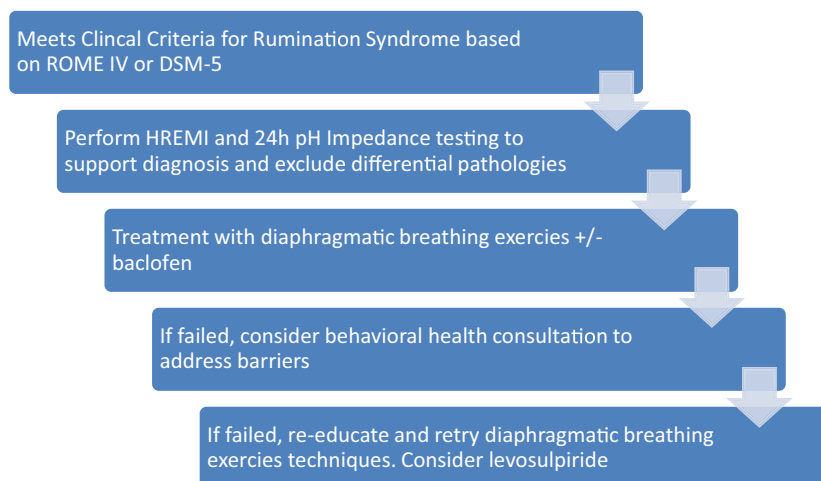 Meets Clincal Criteria for Rumination Syndrome based
on ROME IV or DSM-5
Perform HREMI and 24h pH Impedance testing to
support diagnosis and exclude differential pathologies
Treatment with diaphragmatic breathing exercies +/-
baclofen
If failed, consider behavioral health consultation to
address barriers
If failed, re-educate and retry diaphragmatic breathing
exercies techniques. Consider levosulpiride